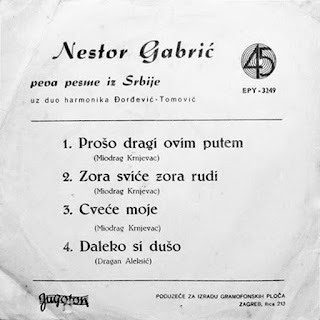 Nestor Gabrić
45
peva pesme iz Srbije
EPY - 3249
uz duo harmonika Đorđević - Tomović
1. Prošo dragi ovim putem
(Miodrag Krnjevac)
2. Zora sviće zora rudi
(Miodrag Krnjevac)
3. Cveće moje
(Miodrag Krnjevac)
4. Daleko si dušo
(Dragan Aleksić)
Jugoton
PODUZEĆE ZA IZRADU GRAMOFONSKIH PLOČA
ZAGREB, Ilica 213